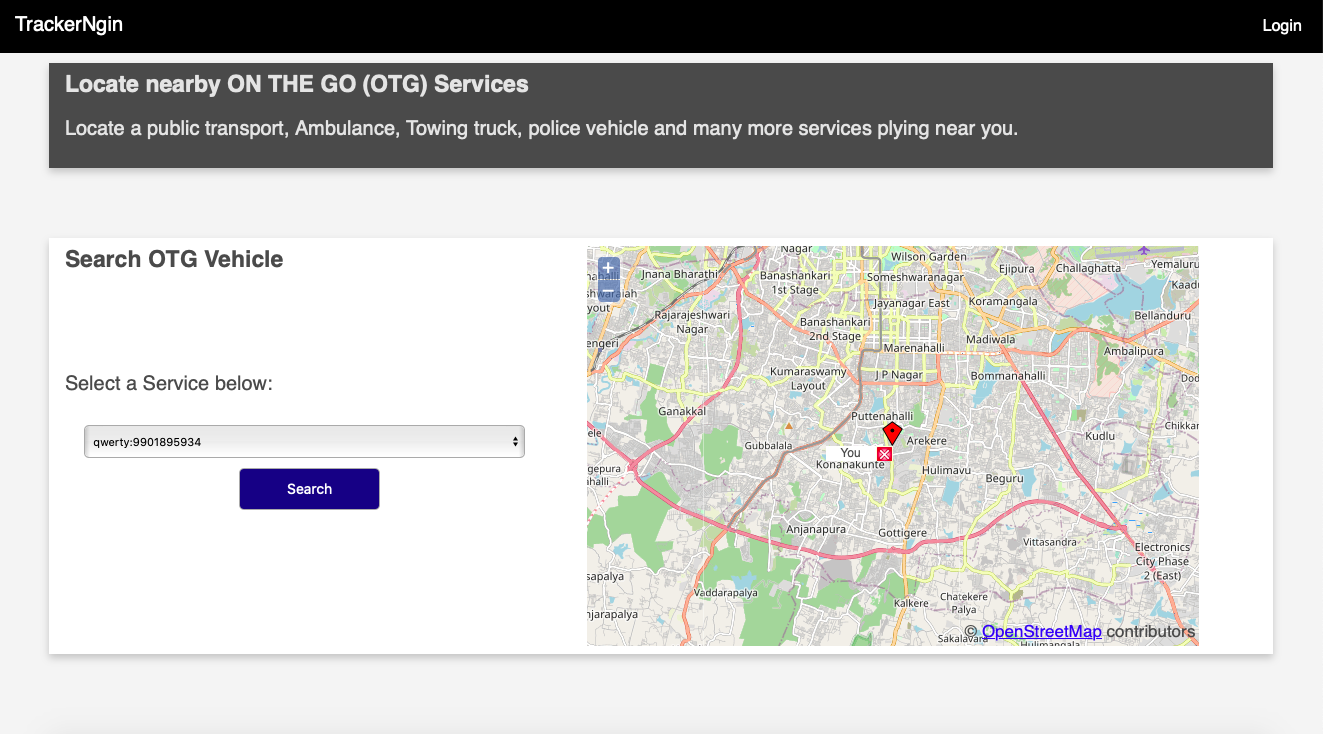 TrackerNgin
Login
Locate nearby ON THE GO (OTG) Services
Locate a public transport, Ambulance, Towing truck, police vehicle and many more services plying near you.
Search OTG Vehicle
Select a Service below:
qwerty:9901895934
Search
+
−
Nagar
Wilson Garden
Jnana Bharathi
Banashankari
1st Stage
Someshwaranagar
Ejipura
Challaghatta
Yemaluru
Jayanagar East
Koramangala
Rajarajeshwari
Nagar
Banashankari
2nd Stage
Bellanduru
Marenahalli
Madiwala
Ambalipura
Kumaraswamy
Layout
J P Nagar
Bommanahalli
Ganakkal
Puttenahalli
Gubbalala
Arekere
Kudlu
You
Konanakunte
Hulimavu
Beguru
Anjanapura
Gottigere
Vittasandra
Electronics
City Phase
2 (East)
Vaddarapalya
Kalkere
Chatekere
Palya
© OpenStreetMap contributors
Hulimangala